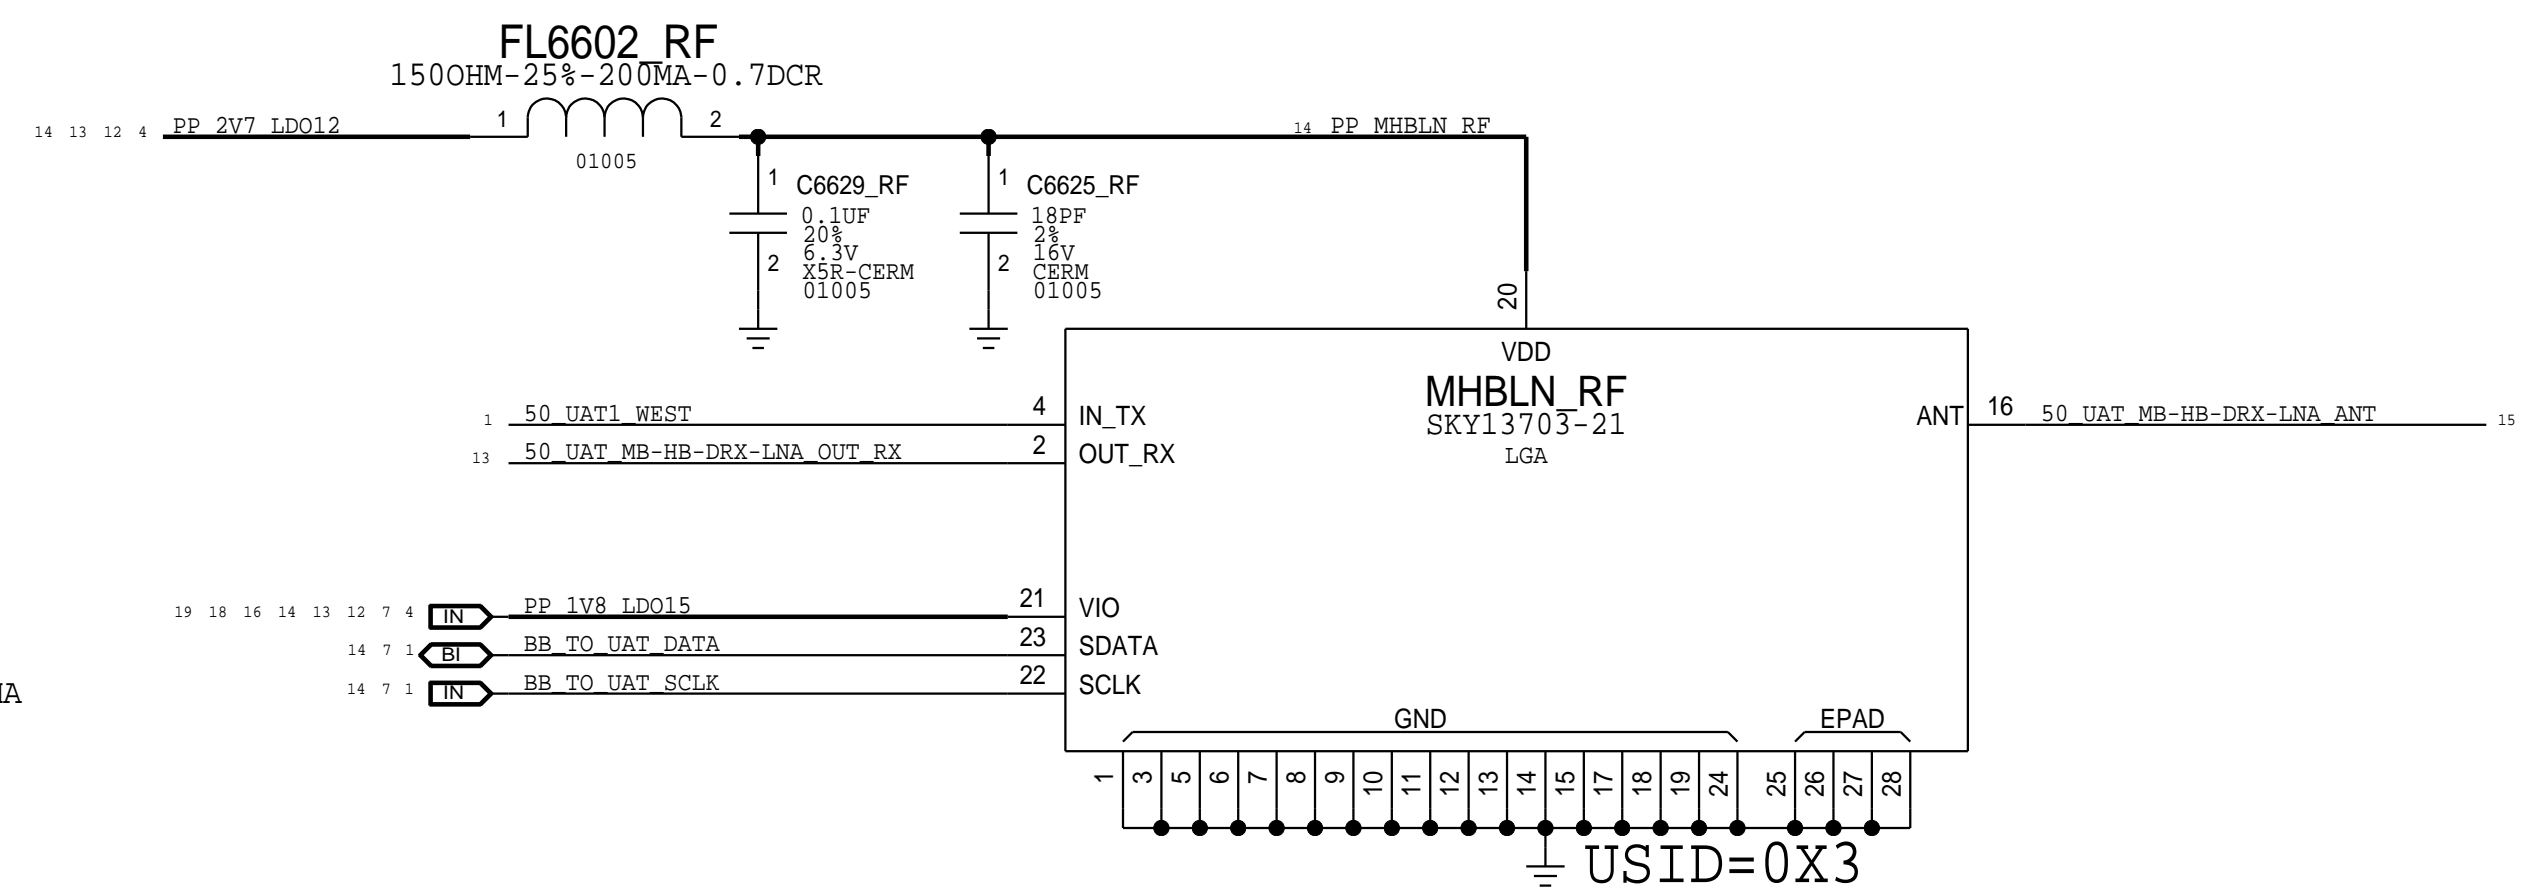 FL6602_RF
150OHM-25%-200MA-0.7DCR
14 13 12 4 PP_2V7_LDO12
1 2
14 PP_MHBLN_RF
01005
1 C6629_RF
0.1UF
20%
6.3V
2 X5R-CERM
01005
1 C6625_RF
18PF
2%
16V
2 CERM
01005
20
VDD
MHBLN_RF
SKY13703-21
LGA
1 50_UAT1_WEST 4 IN_TX
ANT 16 50_UAT_MB-HB-DRX-LNA_ANT 15
13 50_UAT_MB-HB-DRX-LNA_OUT_RX 2 OUT_RX
19 18 16 14 13 12 7 4 IN PP_1V8_LDO15 21 VIO
14 7 1 BI BB_TO_UAT_DATA 23 SDATA
14 7 1 IN BB_TO_UAT_SCLK 22 SCLK
GND EPAD
1 3 5 6 7 8 9 10 11 12 13 14 15 17 18 19 24 25 26 27 28
USID=0X3